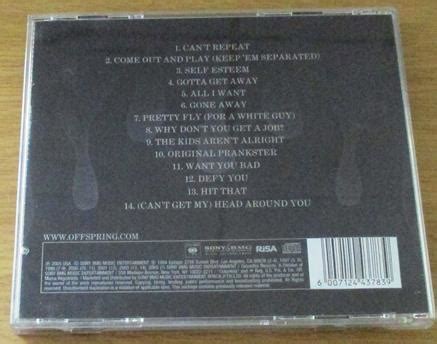 1. CAN'T REPEAT
2. COME OUT AND PLAY (KEEP 'EM SEPARATED)
3. SELF ESTEEM
4. GOTTA GET AWAY
5. ALL I WANT
6. GONE AWAY
7. PRETTY FLY (FOR A WHITE GUY)
8. WHY DON'T YOU GET A JOB?
9. THE KIDS AREN'T ALRIGHT
10. ORIGINAL PRANKSTER
11. WANT YOU BAD
12. DEFY YOU
13. HIT THAT
14. (CAN'T GET MY) HEAD AROUND YOU
WWW.OFFSPRING.COM
SONY BMG
RiSA
6 007124 437839